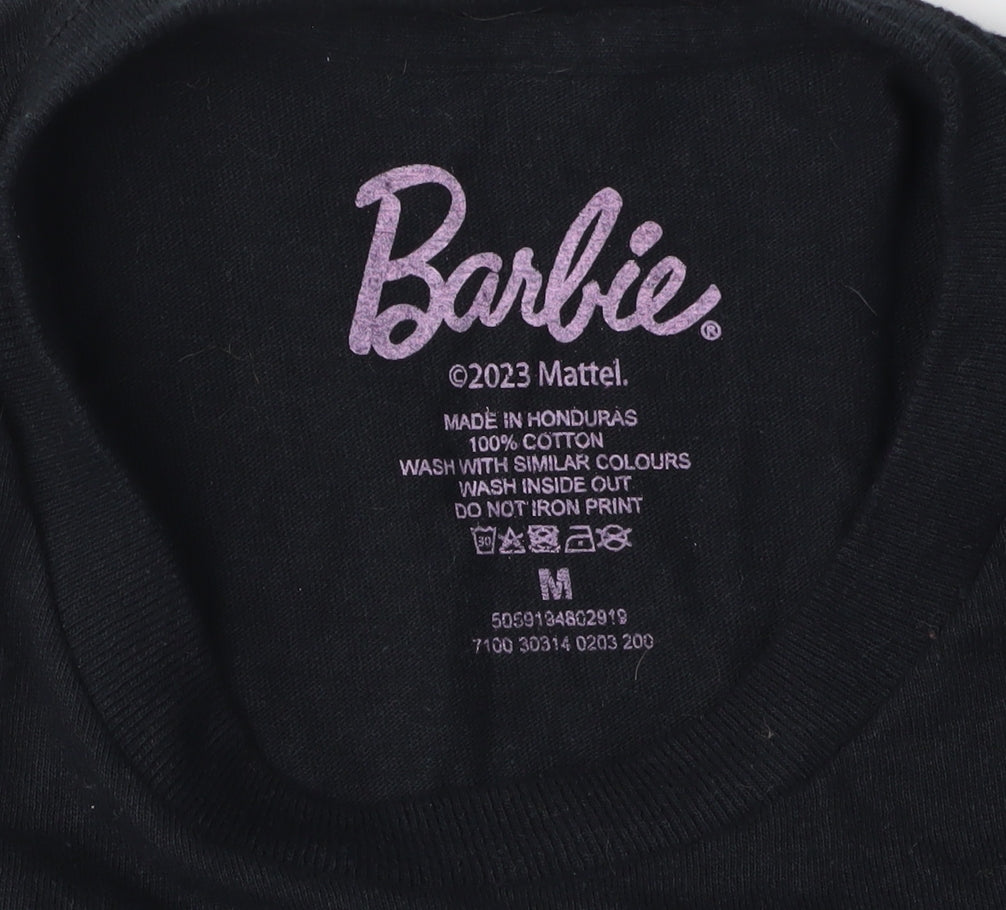 Barbie®
©2023 Mattel.
MADE IN HONDURAS
100% COTTON
WASH WITH SIMILAR COLOURS
WASH INSIDE OUT
DO NOT IRON PRINT
30
M
5059194802919
7100 30314 0203 200